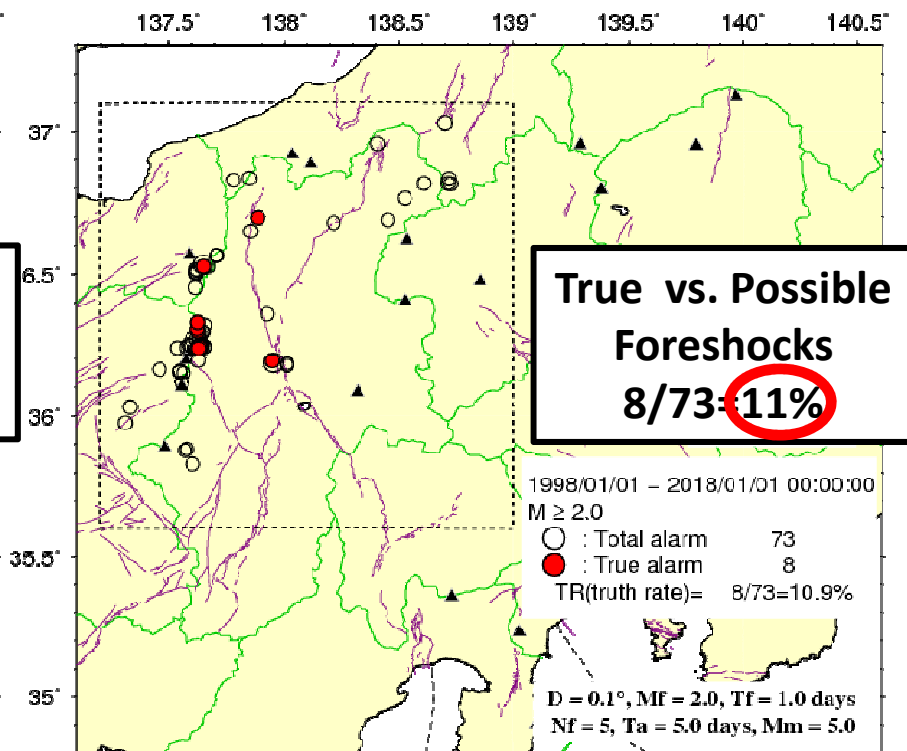 137.5° 138° 138.5° 139° 139.5° 140° 140.5°
37°
6.5°
36°
35.5°
35°
True vs. Possible
Foreshocks
8/73=11%
1998/01/01 – 2018/01/01 00:00:00
M ≥ 2.0
: Total alarm 73
: True alarm 8
TR(truth rate)= 8/73=10.9%
D = 0.1°, Mf = 2.0, Tf = 1.0 days
Nf = 5, Ta = 5.0 days, Mm = 5.0